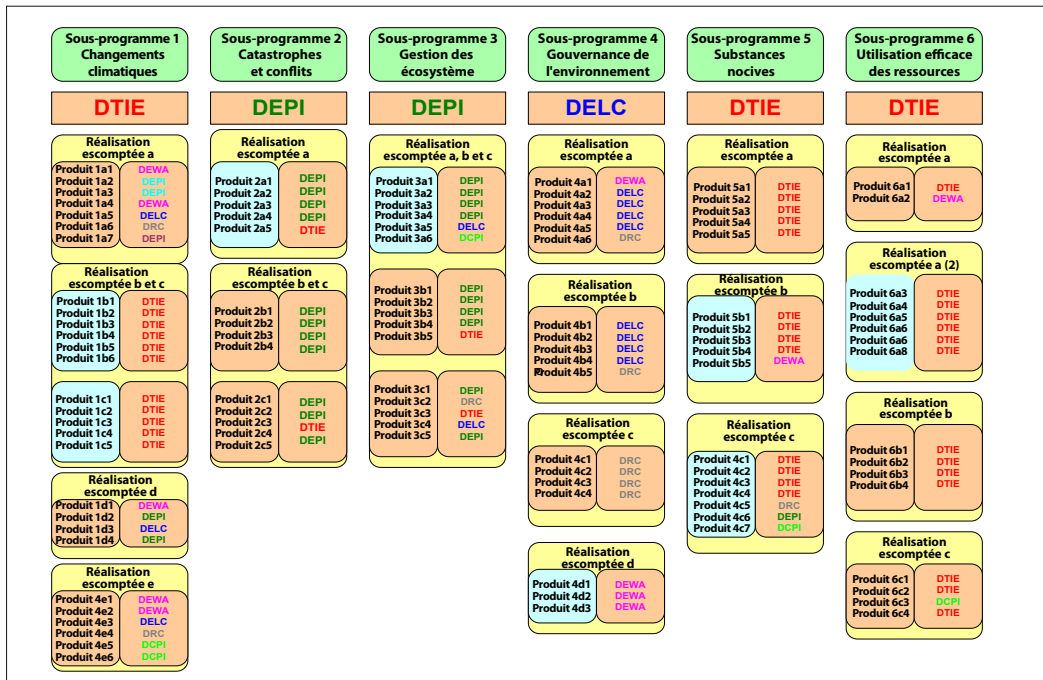 Sous-programme 1
Changements
climatiques
DTIE
Réalisation
escomptée a
Produit 1a1 DEWA
Produit 1a2 DEPI
Produit 1a3 DEPI
Produit 1a4 DEWA
Produit 1a5 DELC
Produit 1a6 DRC
Produit 1a7 DEPI
Réalisation
escomptée b et c
Produit 1b1 DTIE
Produit 1b2 DTIE
Produit 1b3 DTIE
Produit 1b4 DTIE
Produit 1b5 DTIE
Produit 1b6 DTIE
Produit 1c1 DTIE
Produit 1c2 DTIE
Produit 1c3 DTIE
Produit 1c4 DTIE
Produit 1c5 DTIE
Réalisation
escomptée d
Produit 1d1 DEWA
Produit 1d2 DEPI
Produit 1d3 DELC
Produit 1d4 DEPI
Réalisation
escomptée e
Produit 4e1 DEWA
Produit 4e2 DEWA
Produit 4e3 DELC
Produit 4e4 DRC
Produit 4e5 DCPI
Produit 4e6 DCPI
Sous-programme 2
Catastrophes
et conflits
DEPI
Réalisation
escomptée a
Produit 2a1 DEPI
Produit 2a2 DEPI
Produit 2a3 DEPI
Produit 2a4 DEPI
Produit 2a5 DTIE
Réalisation
escomptée b et c
Produit 2b1 DEPI
Produit 2b2 DEPI
Produit 2b3 DEPI
Produit 2b4 DEPI
Produit 2c1 DEPI
Produit 2c2 DEPI
Produit 2c3 DTIE
Produit 2c4 DEPI
Produit 2c5
Sous-programme 3
Gestion des
écosystème
DEPI
Réalisation
escomptée a, b et c
Produit 3a1 DEPI
Produit 3a2 DEPI
Produit 3a3 DEPI
Produit 3a4 DEPI
Produit 3a5 DELC
Produit 3a6 DCPI
Produit 3b1 DEPI
Produit 3b2 DEPI
Produit 3b3 DEPI
Produit 3b4 DEPI
Produit 3b5 DTIE
Produit 3c1 DEPI
Produit 3c2 DRC
Produit 3c3 DTIE
Produit 3c4 DELC
Produit 3c5 DEPI
Sous-programme 4
Gouvernance de
l'environnement
DELC
Réalisation
escomptée a
Produit 4a1 DEWA
Produit 4a2 DELC
Produit 4a3 DELC
Produit 4a4 DELC
Produit 4a5 DELC
Produit 4a6 DRC
Réalisation
escomptée b
Produit 4b1 DELC
Produit 4b2 DELC
Produit 4b3 DELC
Produit 4b4 DELC
Produit 4b5 DRC
Réalisation
escomptée c
Produit 4c1 DRC
Produit 4c2 DRC
Produit 4c3 DRC
Produit 4c4 DRC
Réalisation
escomptée d
Produit 4d1 DEWA
Produit 4d2 DEWA
Produit 4d3 DEWA
Sous-programme 5
Substances
nocives
DTIE
Réalisation
escomptée a
Produit 5a1 DTIE
Produit 5a2 DTIE
Produit 5a3 DTIE
Produit 5a4 DTIE
Produit 5a5 DTIE
Réalisation
escomptée b
Produit 5b1 DTIE
Produit 5b2 DTIE
Produit 5b3 DTIE
Produit 5b4 DTIE
Produit 5b5 DEWA
Réalisation
escomptée c
Produit 4c1 DTIE
Produit 4c2 DTIE
Produit 4c3 DTIE
Produit 4c4 DTIE
Produit 4c5 DRC
Produit 4c6 DEPI
Produit 4c7 DCPI
Sous-programme 6
Utilisation efficace
des ressources
DTIE
Réalisation
escomptée a
Produit 6a1 DTIE
Produit 6a2 DEWA
Réalisation
escomptée a (2)
Produit 6a3 DTIE
Produit 6a4 DTIE
Produit 6a5 DTIE
Produit 6a6 DTIE
Produit 6a6 DTIE
Produit 6a8 DTIE
Réalisation
escomptée b
Produit 6b1 DTIE
Produit 6b2 DTIE
Produit 6b3 DTIE
Produit 6b4 DTIE
Réalisation
escomptée c
Produit 6c1 DTIE
Produit 6c2 DTIE
Produit 6c3 DCPI
Produit 6c4 DTIE